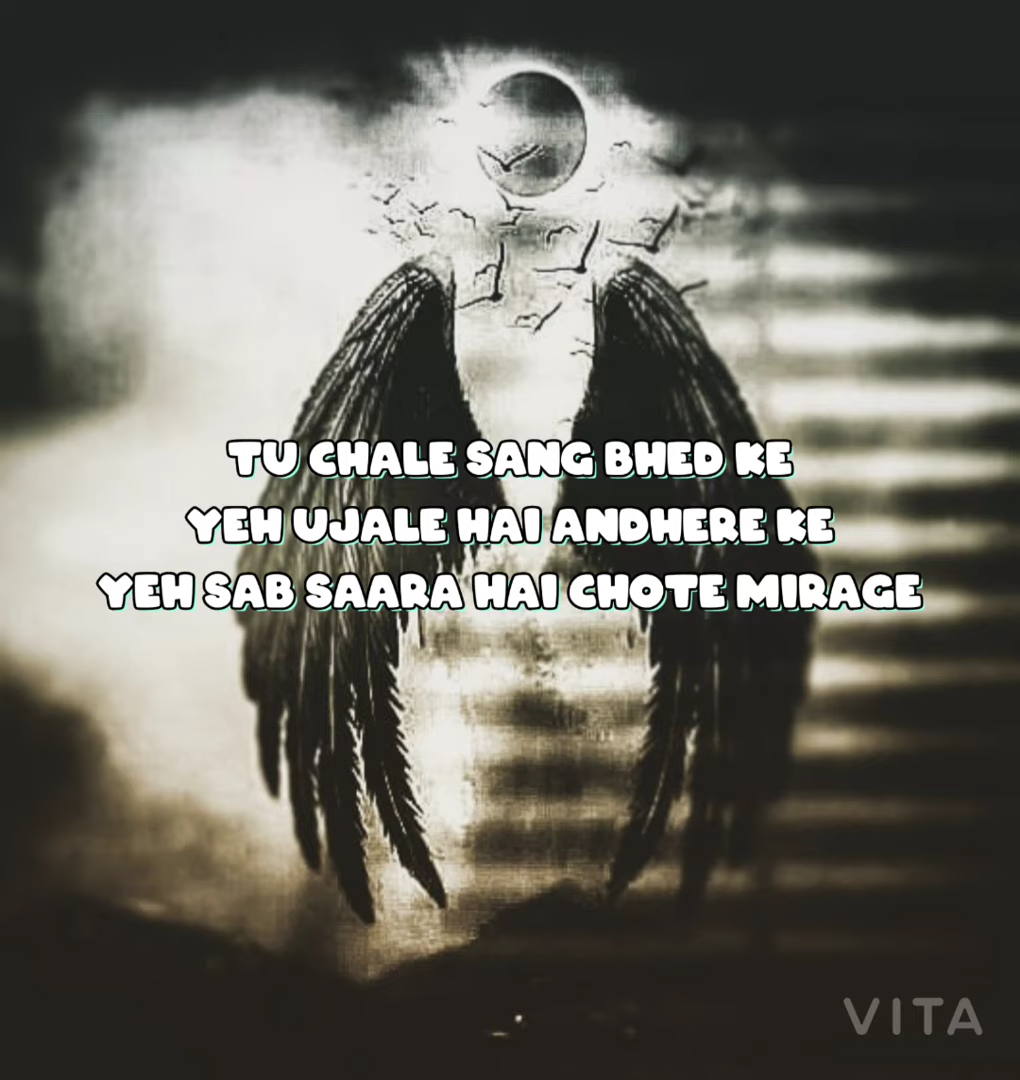 TU CHALE SANG BHED KE
YEH UJALE HAI ANDHERE KE
YEH SAB SAARA HAI CHOTE MIRAGE
VITA